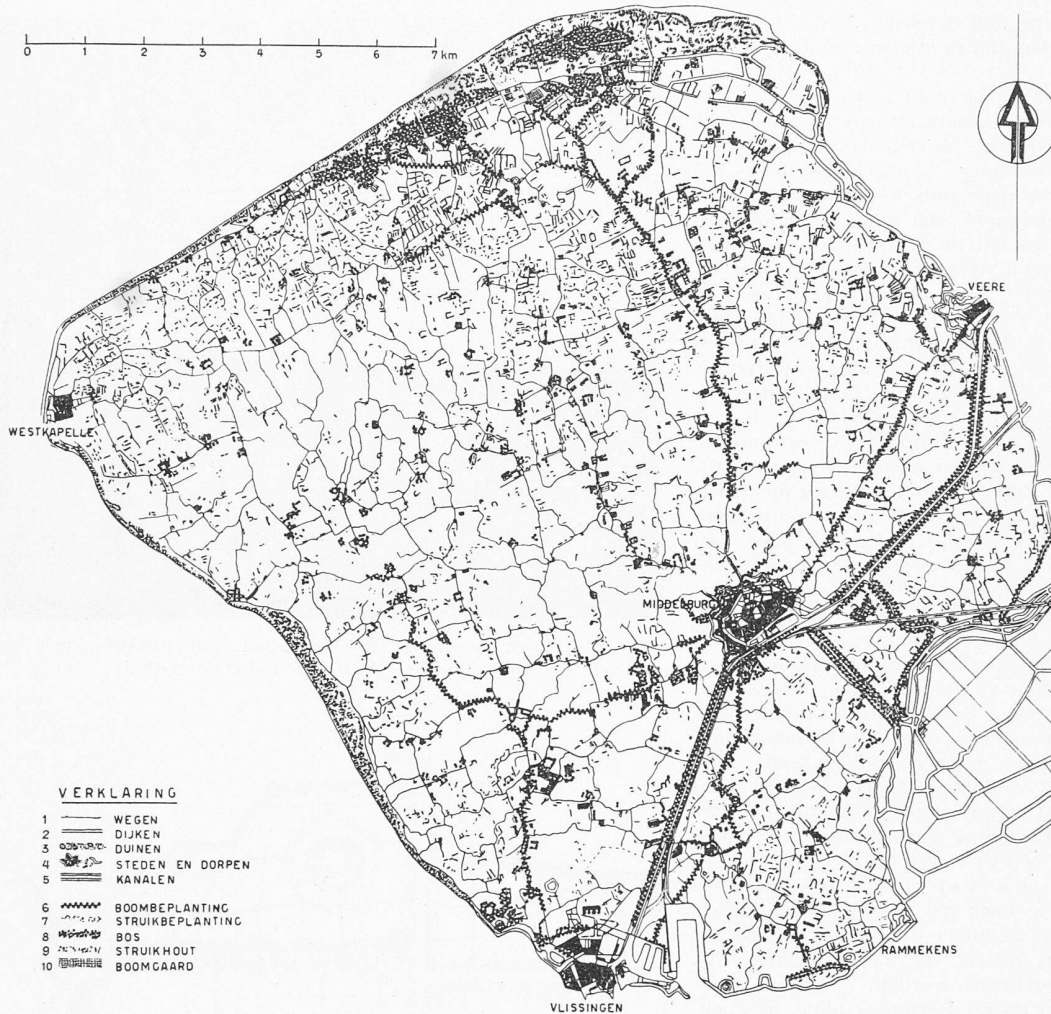 0 1 2 3 4 5 6 7 km
VEERE
WESTKAPELLE
MIDDELBURG
RAMMEKENS
VLISSINGEN
VERKLARING
1 WEGEN
2 DIJKEN
3 DUINEN
4 STEDEN EN DORPEN
5 KANALEN
6 BOOMBEPLANTING
7 STRUIKBEPLANTING
8 BOS
9 STRUIKHOUT
10 BOOMGAARD